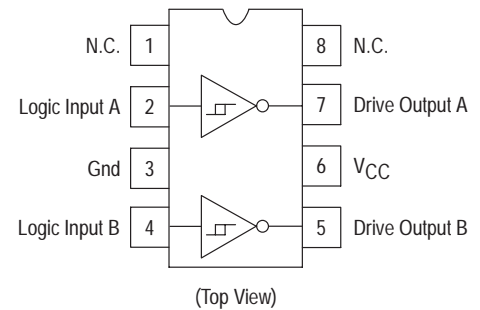 N.C. 1 8 N.C.
Logic Input A 2 7 Drive Output A
Gnd 3 6 VCC
Logic Input B 4 5 Drive Output B
(Top View)